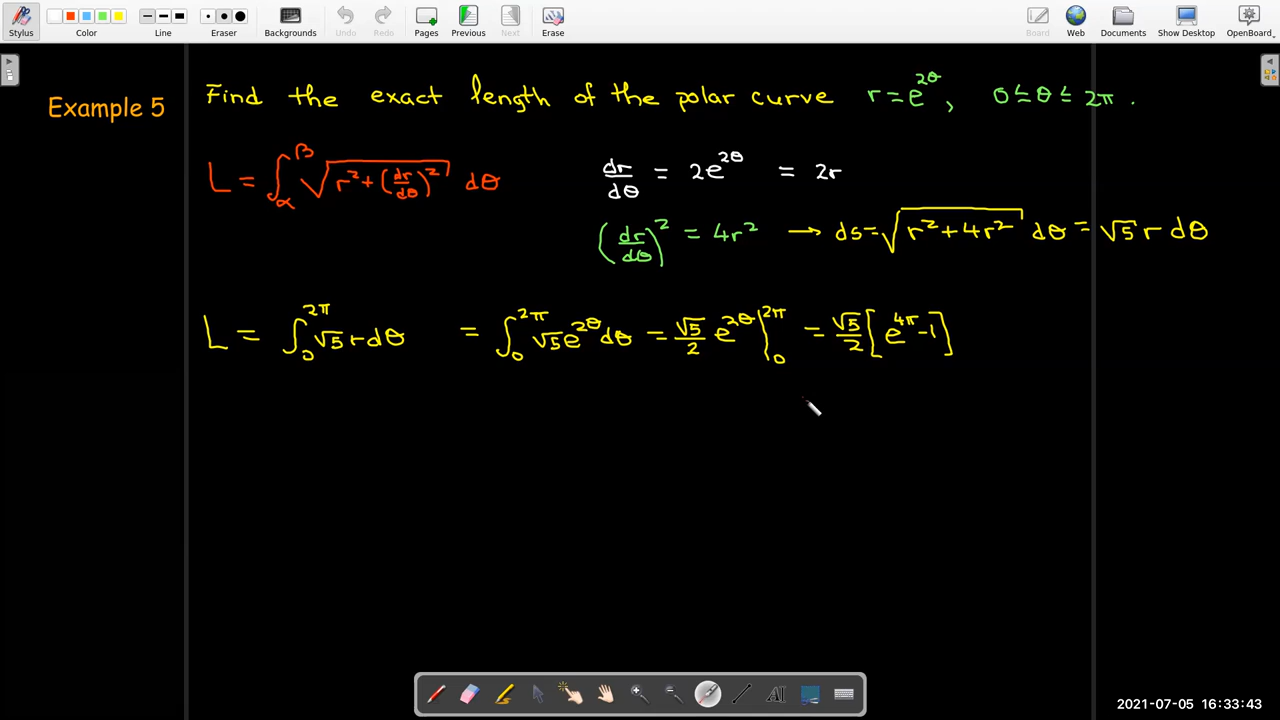 Stylus Color Line Eraser Backgrounds Undo Redo Pages Previous Next Erase Board Web Documents Show Desktop OpenBoard
Example 5
Find the exact length of the polar curve r = e^{2θ}, 0 ≤ θ ≤ 2π.
L = ∫_α^β √(r² + (dr/dθ)²) dθ
dr/dθ = 2e^{2θ} = 2r
(dr/dθ)² = 4r² → ds = √(r² + 4r²) dθ = √5 r dθ
L = ∫_0^{2π} √5 r dθ = ∫_0^{2π} √5 e^{2θ} dθ = √5/2 e^{2θ} |_0^{2π} = √5/2 [e^{4π} - 1]
AI
2021-07-05 16:33:43